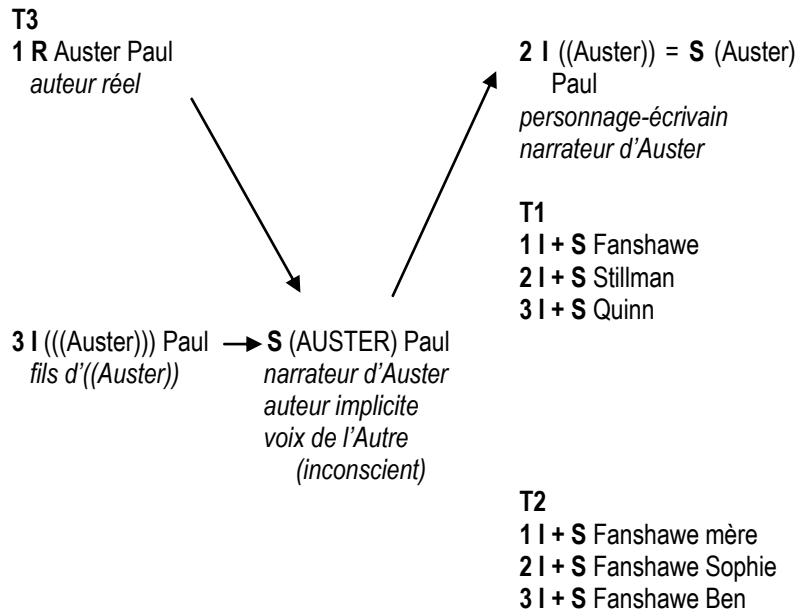 T3
1 R Auster Paul
auteur réel
2 I ((Auster)) = S (Auster)
Paul
personnage-écrivain
narrateur d'Auster
T1
1 I + S Fanshawe
2 I + S Stillman
3 I + S Quinn
3 I (((Auster))) Paul
fils d'((Auster))
S (AUSTER) Paul
narrateur d'Auster
auteur implicite
voix de l'Autre
(inconscient)
T2
1 I + S Fanshawe mère
2 I + S Fanshawe Sophie
3 I + S Fanshawe Ben